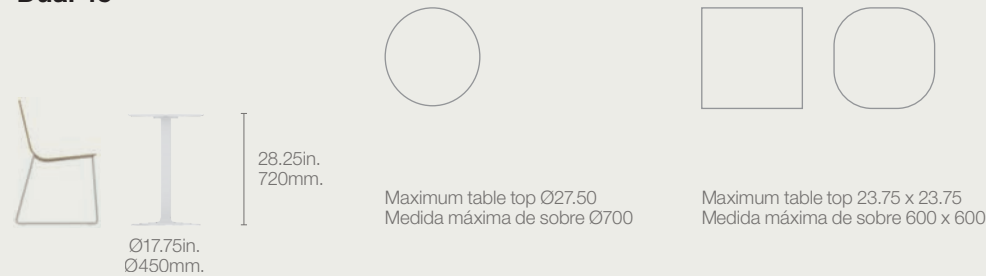 28.25in.
720mm.
Ø17.75in.
Ø450mm.
Maximum table top Ø27.50
Medida máxima de sobre Ø700
Maximum table top 23.75 x 23.75
Medida máxima de sobre 600 x 600